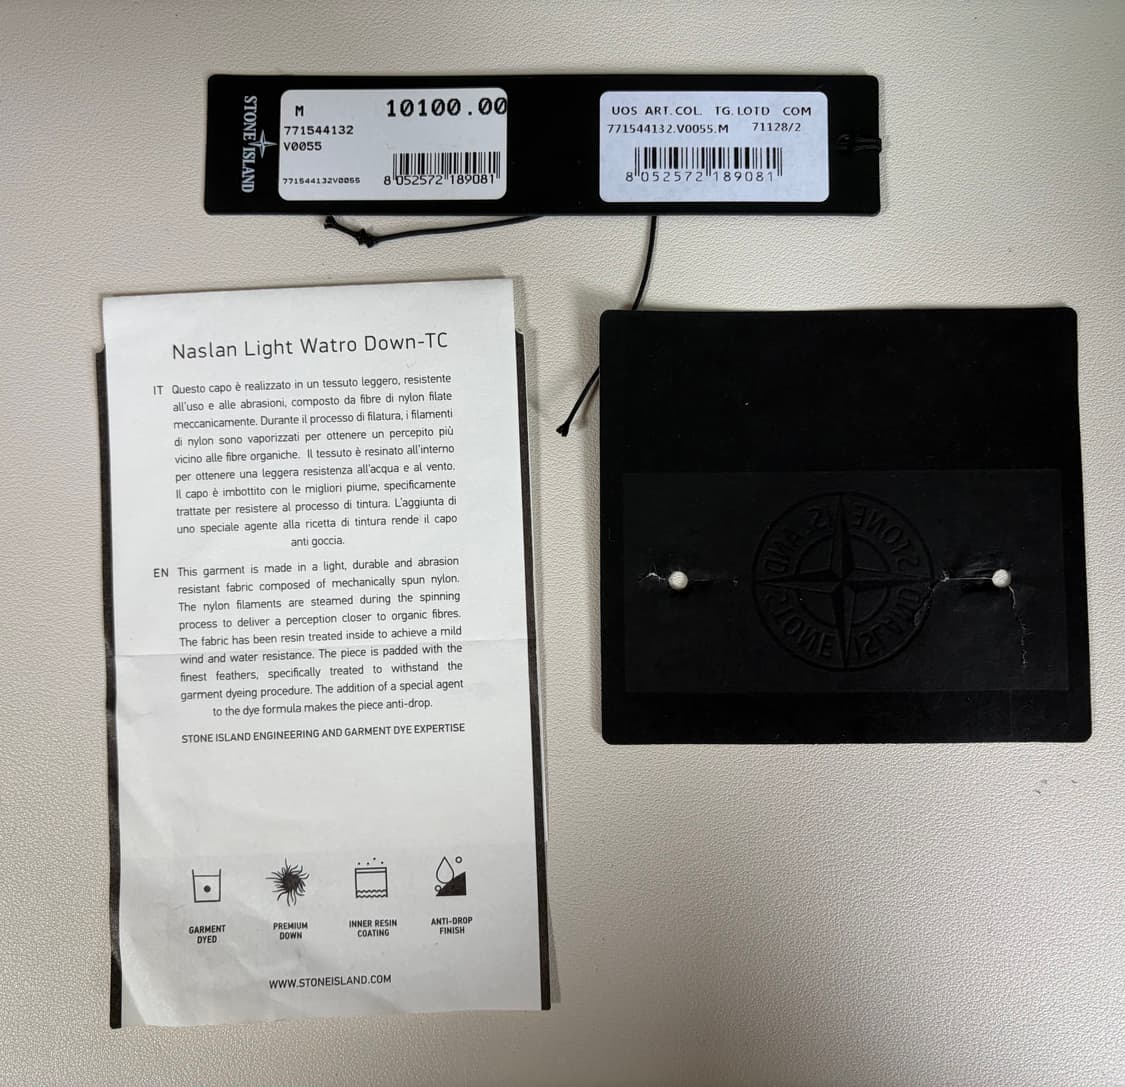 STONE ISLAND
M
10100.00
771544132
V0055
771544132V0055
8 052572 189081
UOS ART. COL. TG. LOTD COM
771544132.V0055.M 71128/2
8 052572 189081
Naslan Light Watro Down-TC
IT Questo capo è realizzato in un tessuto leggero, resistente
all'uso e alle abrasioni, composto da fibre di nylon filate
meccanicamente. Durante il processo di filatura, i filamenti
di nylon sono vaporizzati per ottenere un percepito più
vicino alle fibre organiche. Il tessuto è resinato all'interno
per ottenere una leggera resistenza all'acqua e al vento.
Il capo è imbottito con le migliori piume, specificamente
trattate per resistere al processo di tintura. L'aggiunta di
uno speciale agente alla ricetta di tintura rende il capo
anti goccia.
EN This garment is made in a light, durable and abrasion
resistant fabric composed of mechanically spun nylon.
The nylon filaments are steamed during the spinning
process to deliver a perception closer to organic fibres.
The fabric has been resin treated inside to achieve a mild
wind and water resistance. The piece is padded with the
finest feathers, specifically treated to withstand the
garment dyeing procedure. The addition of a special agent
to the dye formula makes the piece anti-drop.
STONE ISLAND ENGINEERING AND GARMENT DYE EXPERTISE
GARMENT
DYED
PREMIUM
DOWN
INNER RESIN
COATING
ANTI-DROP
FINISH
WWW.STONEISLAND.COM
STONE ISLAND
STONE ISLAND